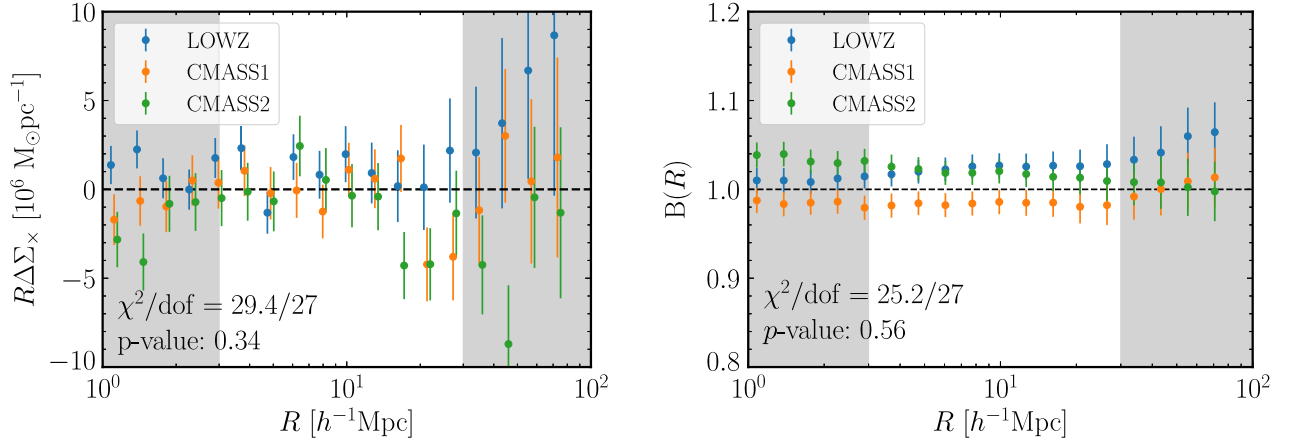 RΔΣ× [10⁶ M⊙pc⁻¹]
10
5
0
−5
−10
LOWZ
CMASS1
CMASS2
χ²/dof = 29.4/27
p-value: 0.34
10⁰ 10¹ 10²
R [h⁻¹Mpc]
B(R)
1.2
1.1
1.0
0.9
0.8
LOWZ
CMASS1
CMASS2
χ²/dof = 25.2/27
p-value: 0.56
10⁰ 10¹ 10²
R [h⁻¹Mpc]